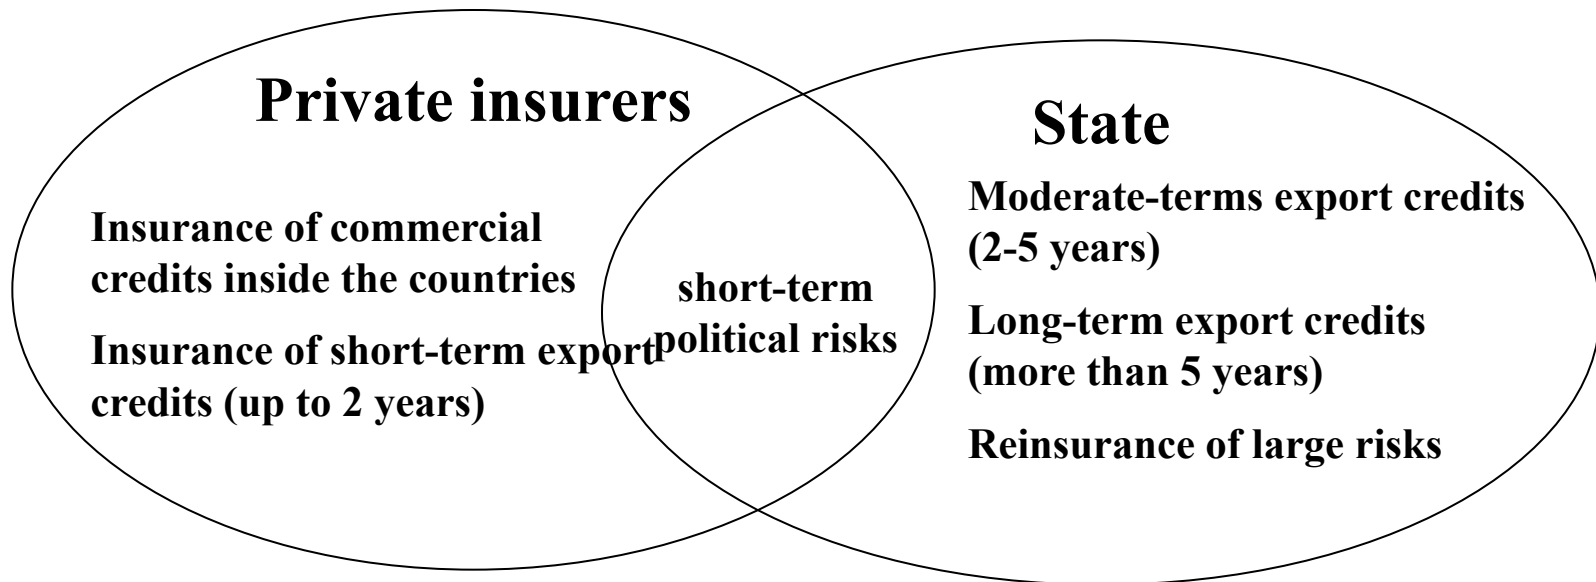 Private insurers
Insurance of commercial
credits inside the countries
Insurance of short-term export
credits (up to 2 years)
short-term
political risks
State
Moderate-terms export credits
(2-5 years)
Long-term export credits
(more than 5 years)
Reinsurance of large risks